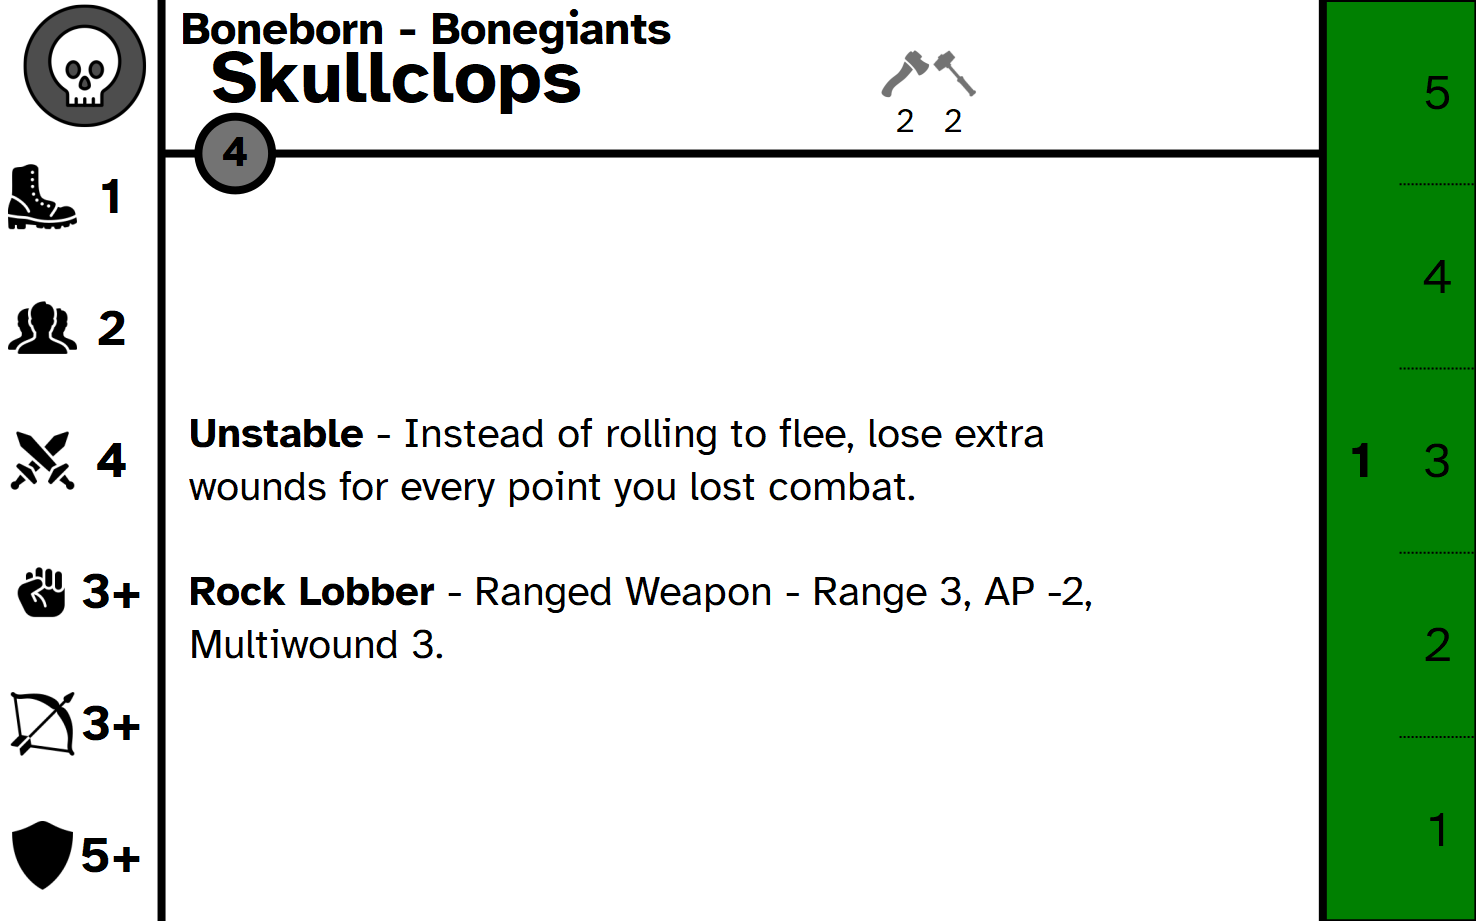 Boneborn - Bonegiants
Skullclops
2 2
4
1
2
4
3+
3+
5+
Unstable - Instead of rolling to flee, lose extra
wounds for every point you lost combat.
Rock Lobber - Ranged Weapon - Range 3, AP -2,
Multiwound 3.
5
4
1 3
2
1